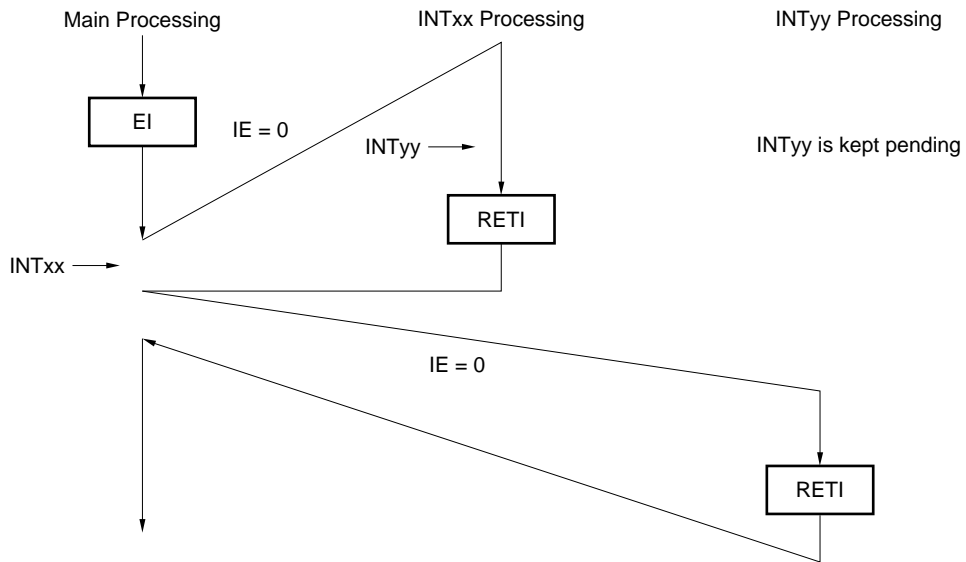 Main Processing
INTxx Processing
INTyy Processing
EI
IE = 0
INTyy
INTyy is kept pending
RETI
INTxx
IE = 0
RETI